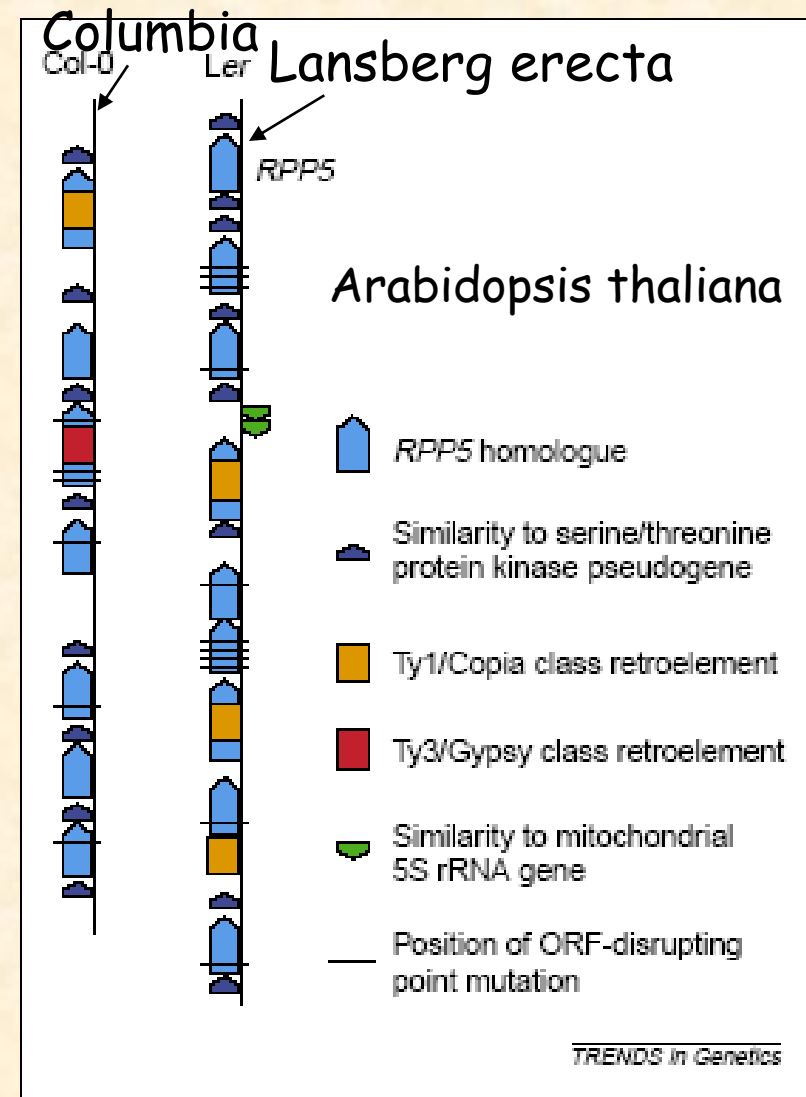 Columbia
Col-0
Ler
Lansberg erecta
RPP5
Arabidopsis thaliana
RPP5 homologue
Similarity to serine/threonine
protein kinase pseudogene
Ty1/Copia class retroelement
Ty3/Gypsy class retroelement
Similarity to mitochondrial
5S rRNA gene
Position of ORF-disrupting
point mutation
TRENDS in Genetics